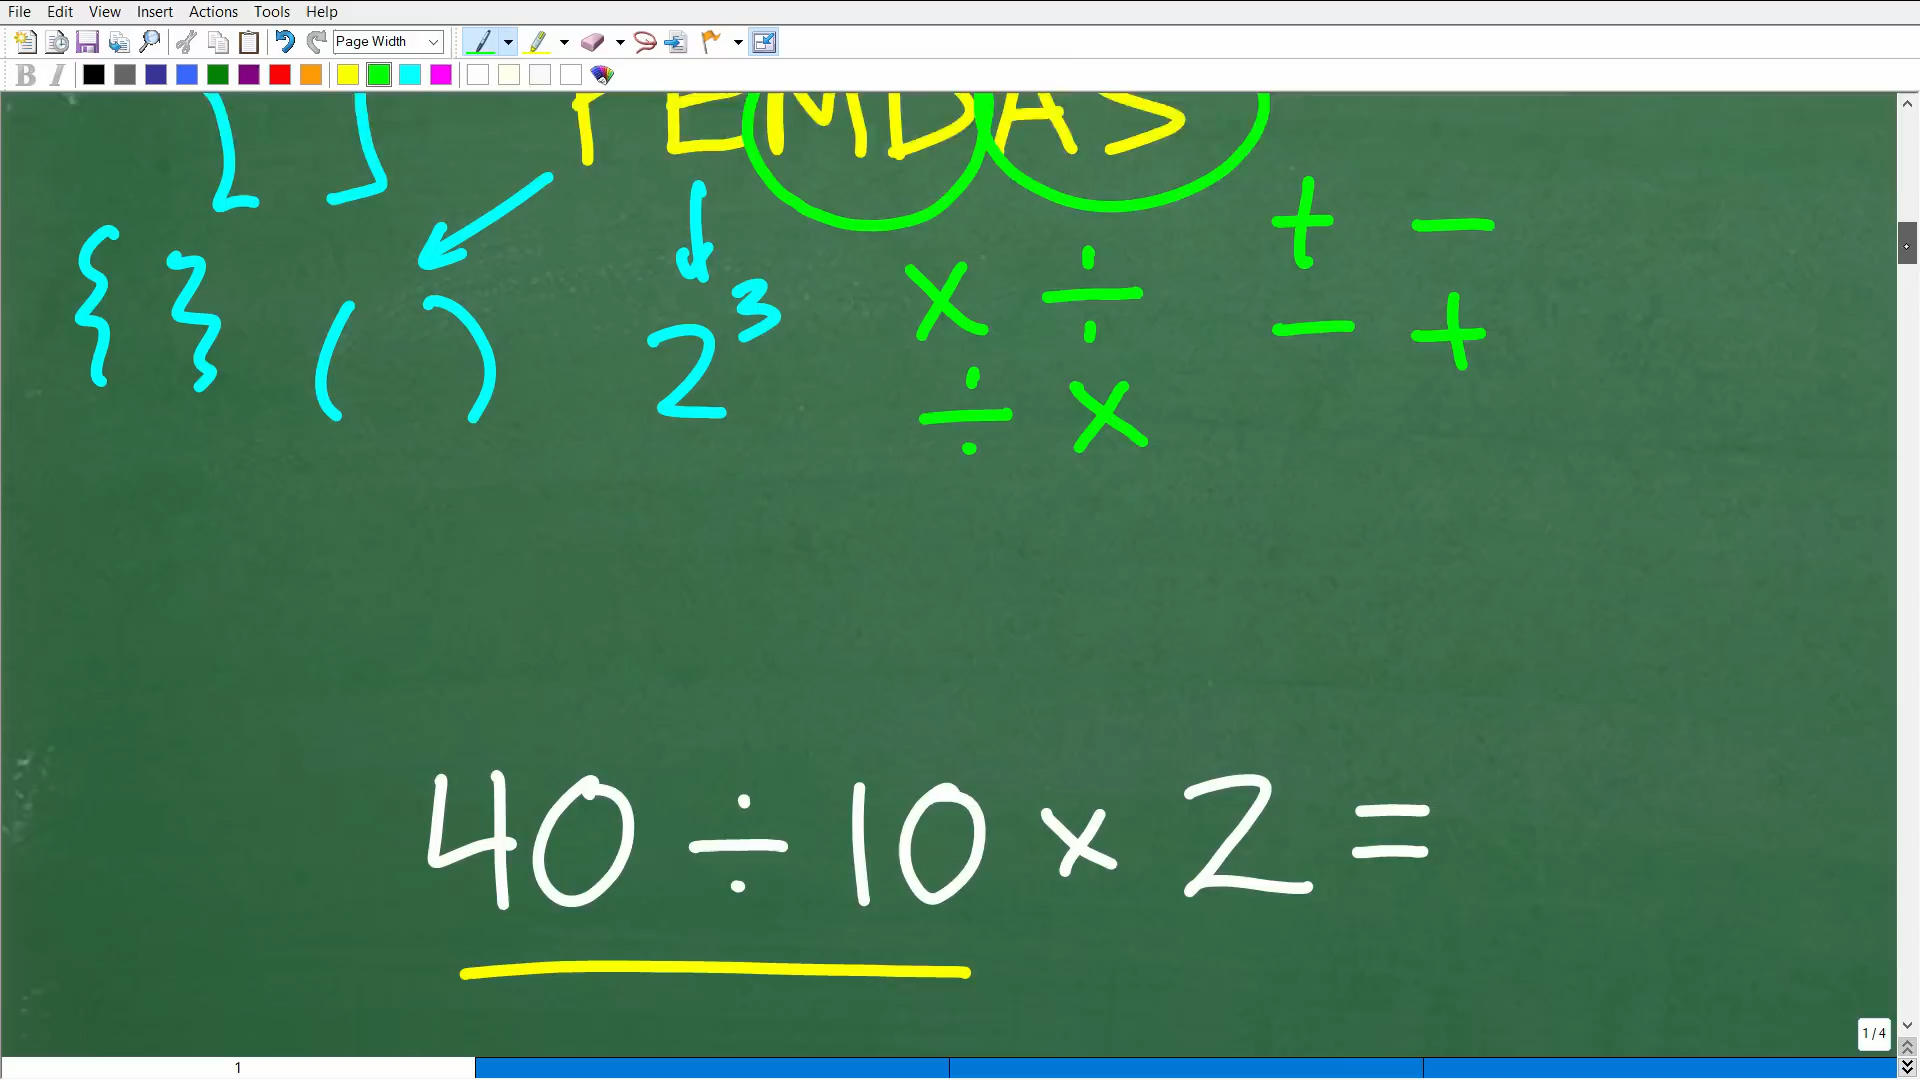 File Edit View Insert Actions Tools Help
Page Width
B I
[ ] PEMDAS
{ } ( ) 2³ × ÷ + −
÷ × − +
40 ÷ 10 × 2 =
1 / 4
1